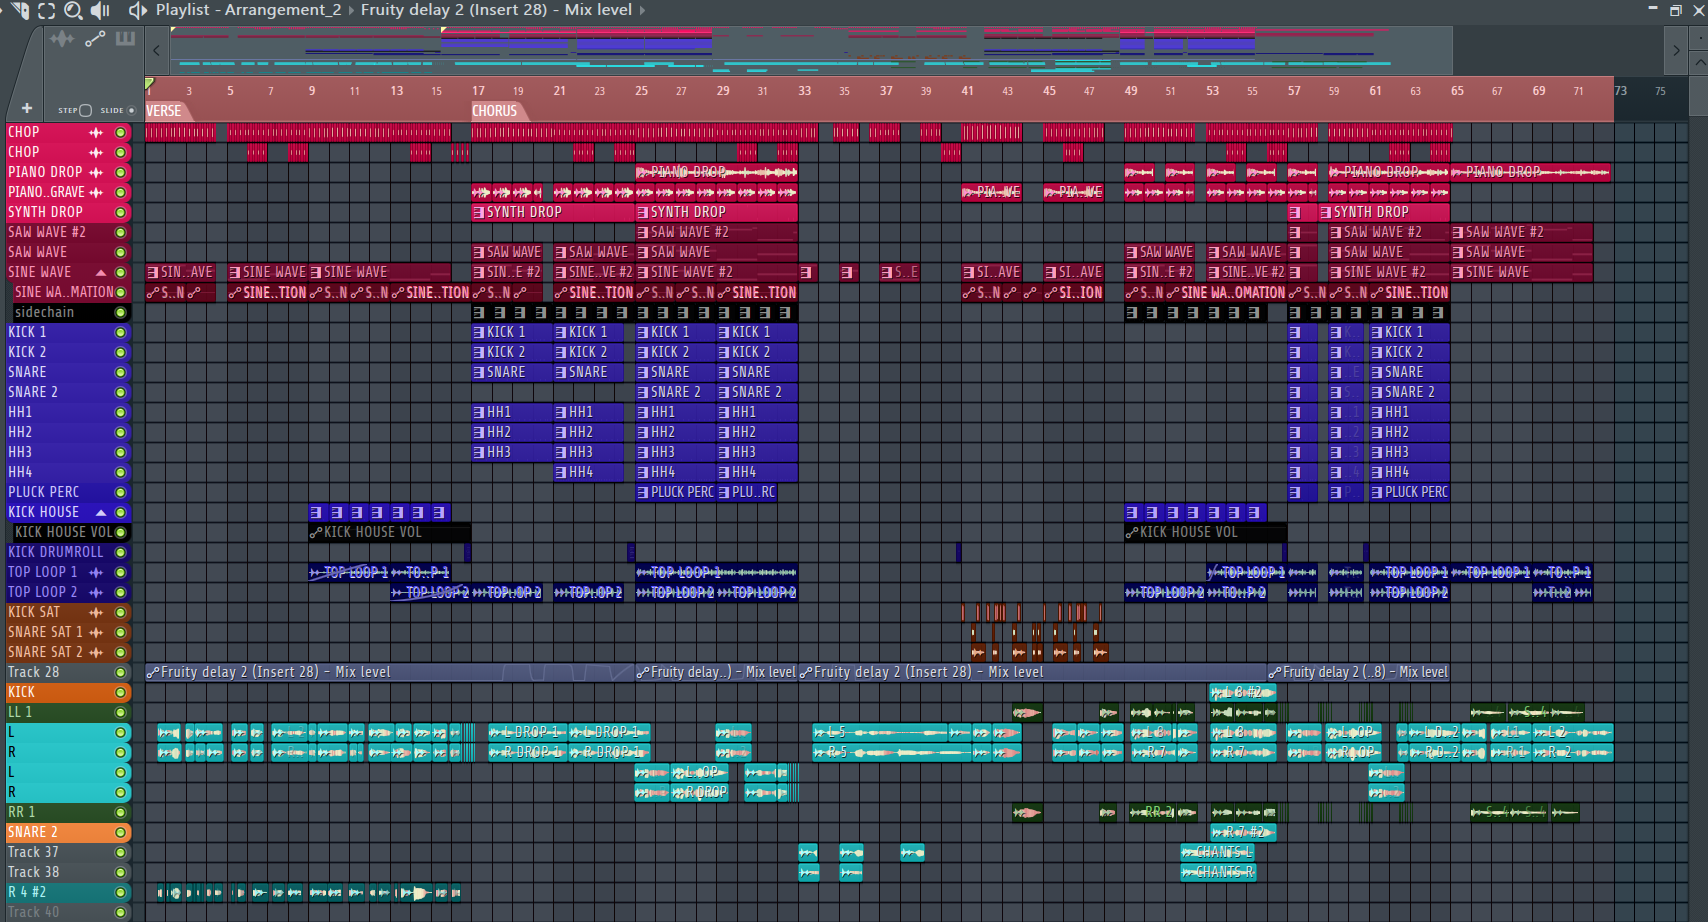 Playlist - Arrangement_2 › Fruity delay 2 (Insert 28) - Mix level ›
STEP SLIDE
1 3 5 7 9 11 13 15 17 19 21 23 25 27 29 31 33 35 37 39 41 43 45 47 49 51 53 55 57 59 61 63 65 67 69 71 73 75
VERSE CHORUS
CHOP
CHOP
PIANO DROP PIANO DROP PIANO DROP PIANO DROP
PIANO..GRAVE PIA..VE PIA..VE
SYNTH DROP SYNTH DROP SYNTH DROP SYNTH DROP
SAW WAVE #2 SAW WAVE #2 SAW WAVE #2 SAW WAVE #2
SAW WAVE SAW WAVE SAW WAVE SAW WAVE SAW WAVE SAW WAVE SAW WAVE SAW WAVE
SINE WAVE SIN..AVE SINE WAVE SINE WAVE SIN..E #2 SINE..VE #2 SINE WAVE #2 S..E SI..AVE SI..AVE SIN..E #2 SINE..VE #2 SINE WAVE #2 SINE WAVE
SINE WA..MATION S..N SINE..TION S..N S..N SINE..TION S..N SINE..TION S..N S..N SINE..TION S..N SI..ION S..N SINE WA..OMATION S..N S..N SINE..TION
sidechain
KICK 1 KICK 1 KICK 1 KICK 1 KICK 1 KICK 1
KICK 2 KICK 2 KICK 2 KICK 2 KICK 2 KICK 2
SNARE SNARE SNARE SNARE SNARE SNARE
SNARE 2 SNARE 2 SNARE 2 SNARE 2
HH1 HH1 HH1 HH1 HH1 HH1
HH2 HH2 HH2 HH2 HH2 HH2
HH3 HH3 HH3 HH3 HH3 HH3
HH4 HH4 HH4 HH4 HH4
PLUCK PERC PLUCK PERC PLU..RC PLUCK PERC
KICK HOUSE
KICK HOUSE VOL KICK HOUSE VOL KICK HOUSE VOL
KICK DRUMROLL
TOP LOOP 1 TOP LOOP 1 TO..P 1 TOP LOOP 1 TOP LOOP 1 TOP LOOP 1 TOP LOOP 1 TO..P 1
TOP LOOP 2 TOP LOOP 2 TOP LOOP 2 TOP LOOP 2 TOP LOOP 2 TOP LOOP 2 TOP LOOP 2 TO..P 2 TOP LOOP 2 T..2
KICK SAT
SNARE SAT 1
SNARE SAT 2
Track 28 Fruity delay 2 (Insert 28) - Mix level Fruity delay..) - Mix level Fruity delay 2 (Insert 28) - Mix level Fruity delay 2 (..8) - Mix level
KICK L 8 #2
LL 1 S..4
L L DROP 1 L DROP 1 L 5 L 8 L 8 L..OP L D..2 L 1 L 2
R R DROP 1 R DROP 1 R 5 R 7 R 7 R..OP R D..2 R 1 R 2
L L..OP
R R DROP
RR 1 RR 2 S..4 S..4
SNARE 2 R 7 #2
Track 37 CHANTS L
Track 38 CHANTS R
R 4 #2
Track 40